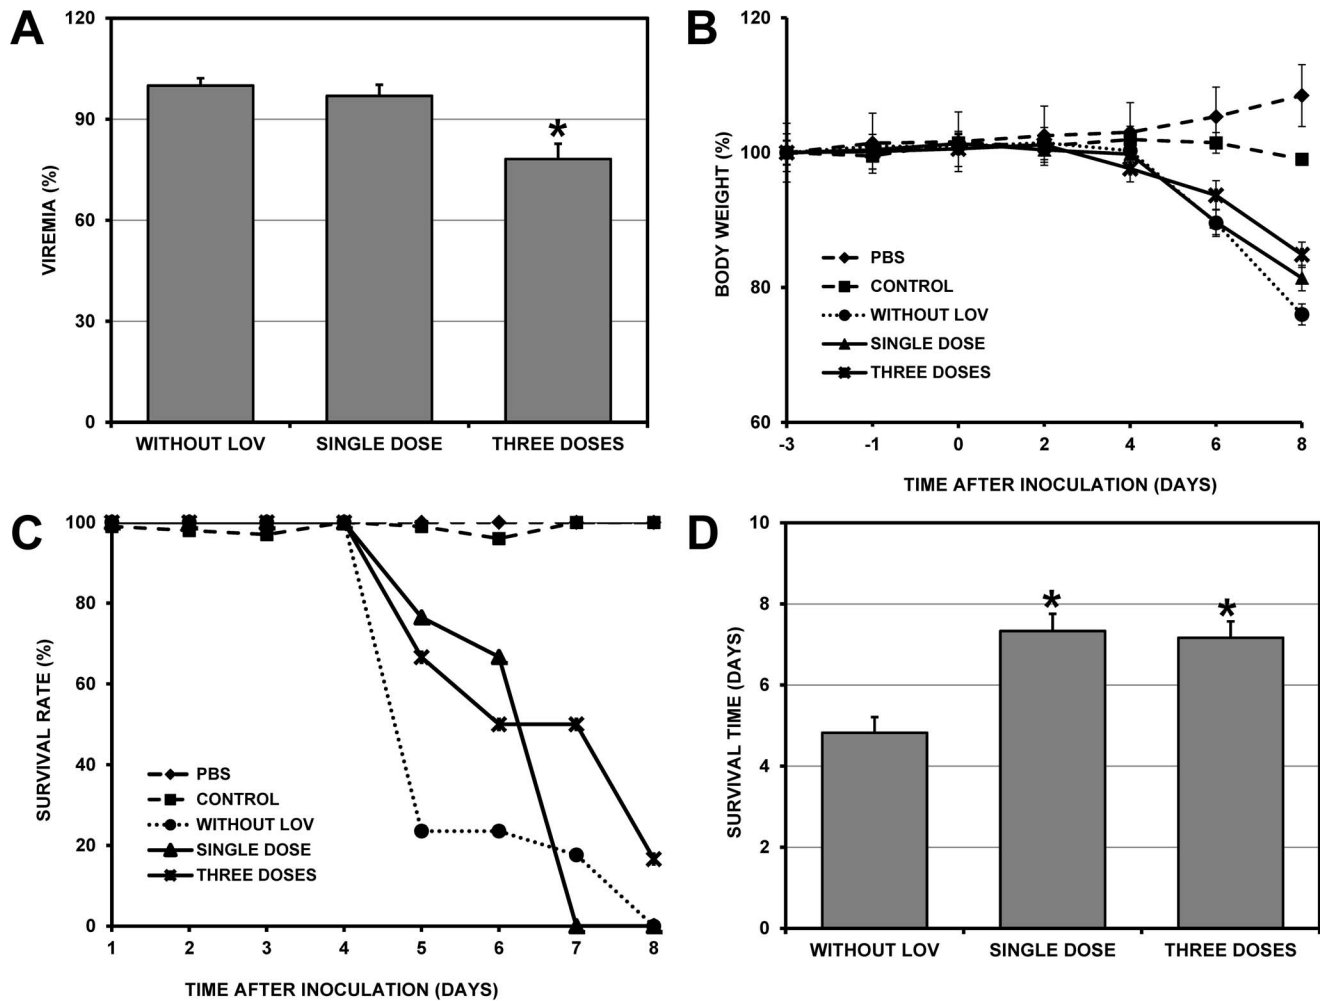 A
120
90
60
30
0
VIREMIA (%)
*
WITHOUT LOV SINGLE DOSE THREE DOSES
B
120
100
80
60
BODY WEIGHT (%)
PBS
CONTROL
WITHOUT LOV
SINGLE DOSE
THREE DOSES
-3 -1 0 2 4 6 8
TIME AFTER INOCULATION (DAYS)
C
100
80
60
40
20
0
SURVIVAL RATE (%)
PBS
CONTROL
WITHOUT LOV
SINGLE DOSE
THREE DOSES
1 2 3 4 5 6 7 8
TIME AFTER INOCULATION (DAYS)
D
10
8
6
4
2
0
SURVIVAL TIME (DAYS)
* *
WITHOUT LOV SINGLE DOSE THREE DOSES